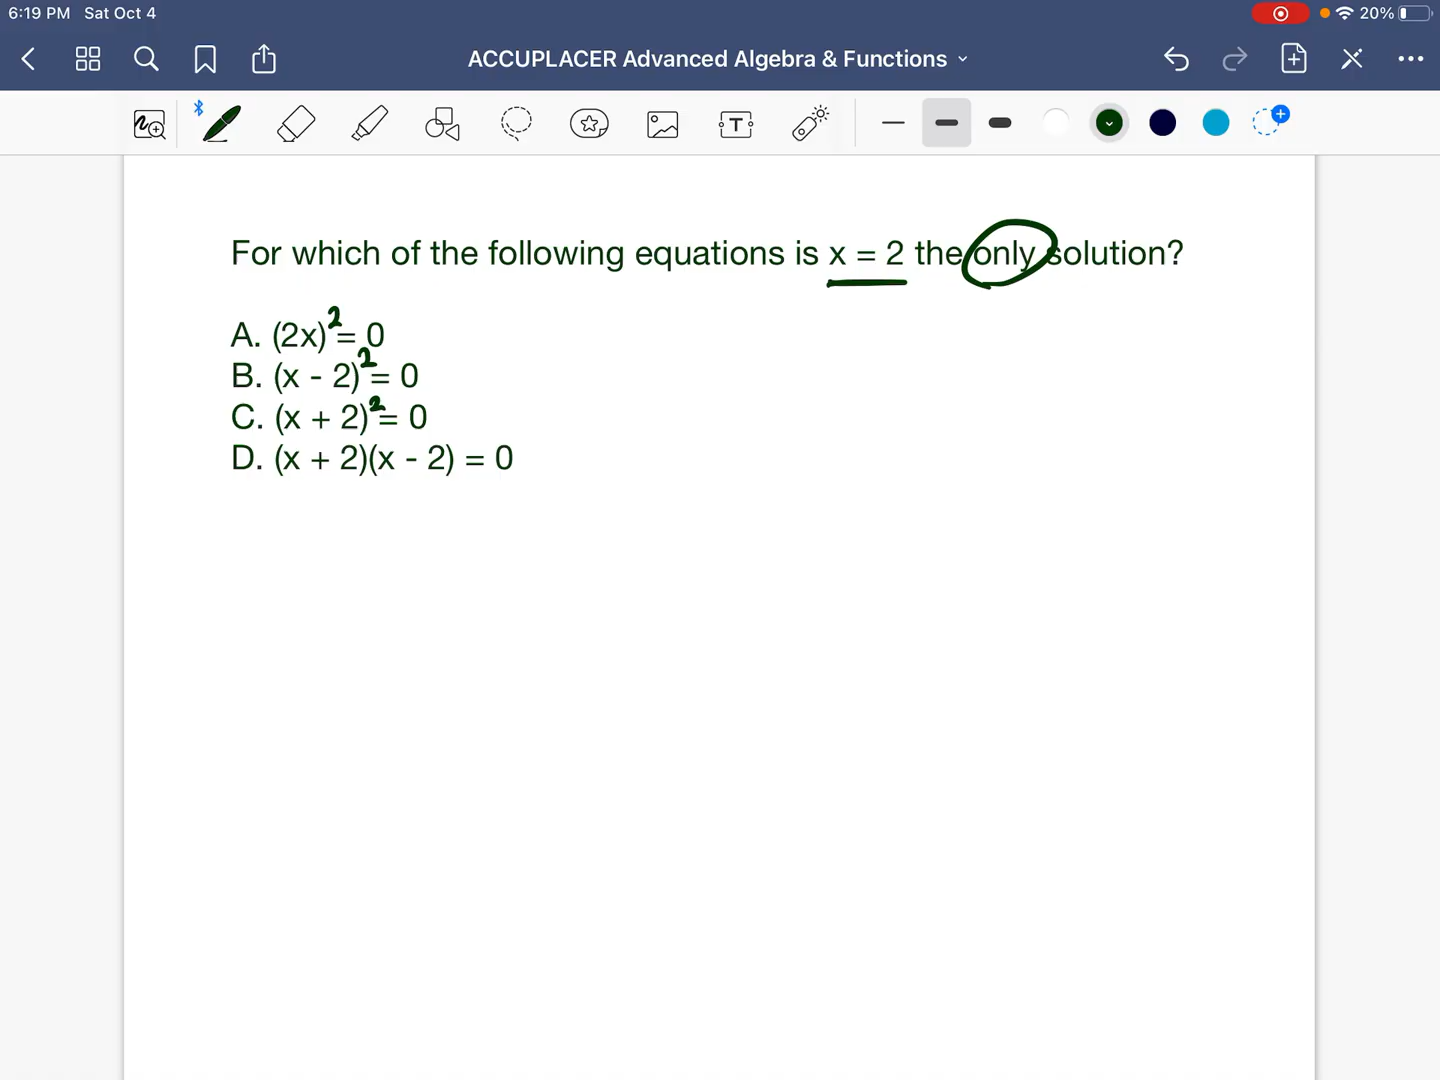 6:19 PM Sat Oct 4 20%
ACCUPLACER Advanced Algebra & Functions
T
For which of the following equations is x = 2 the only solution?
A. (2x)² = 0
B. (x - 2)² = 0
C. (x + 2)² = 0
D. (x + 2)(x - 2) = 0